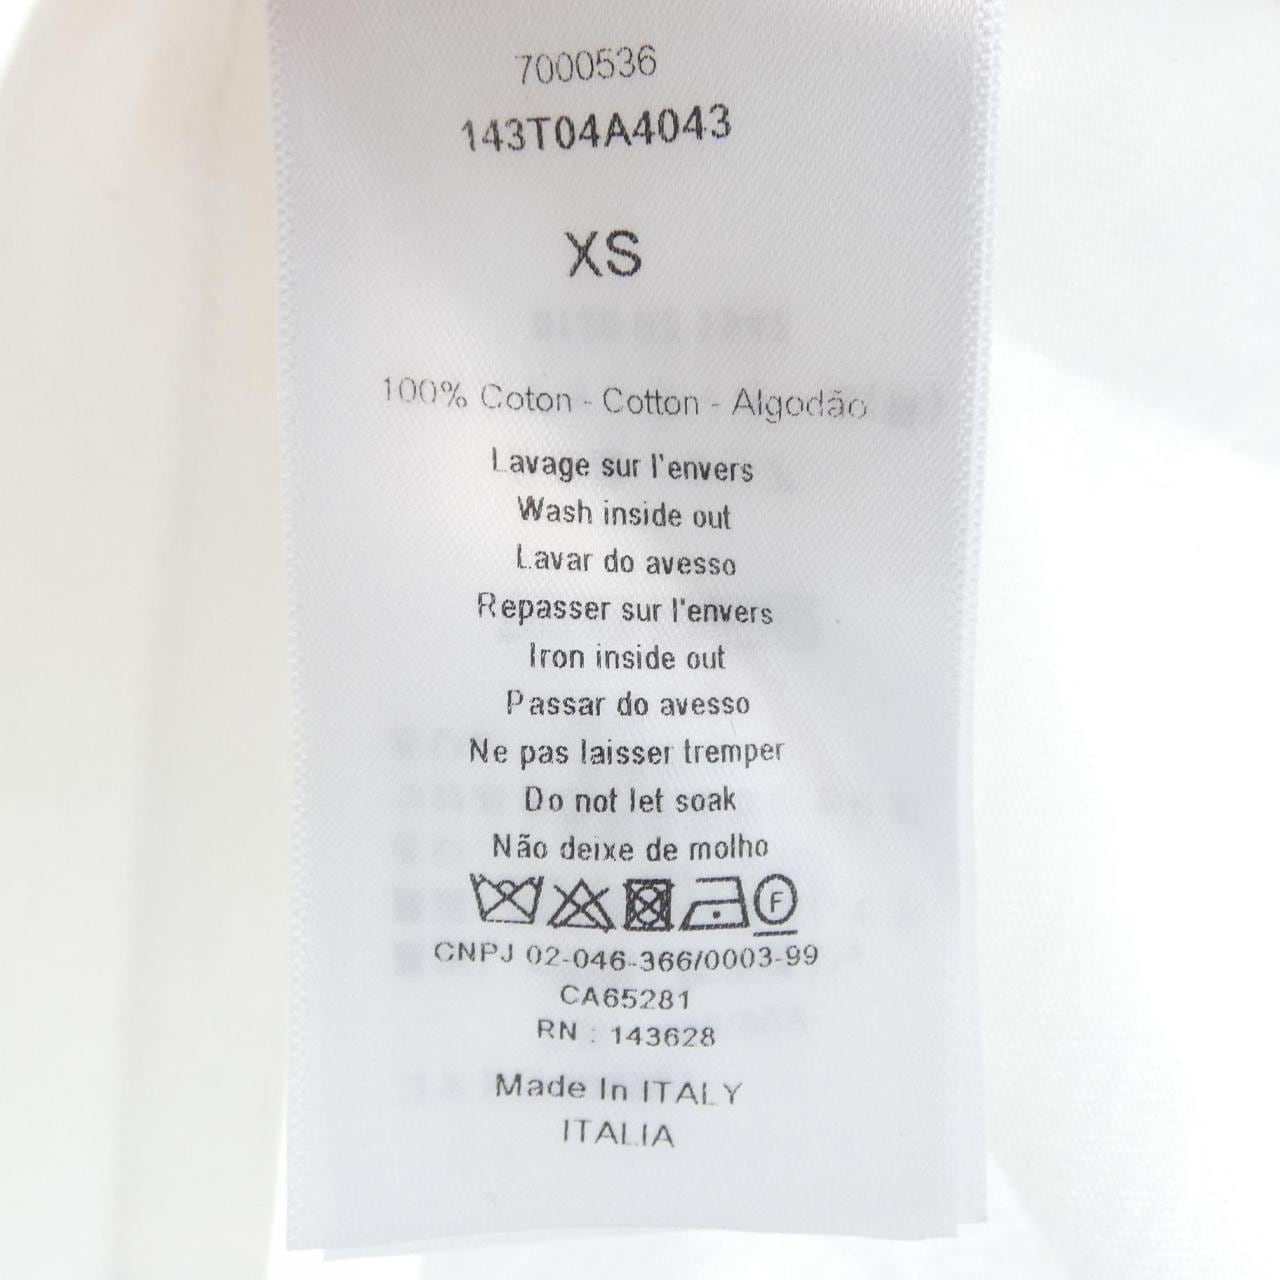 7000536
143T04A4043
XS
100% Coton - Cotton - Algodão
Lavage sur l'envers
Wash inside out
Lavar do avesso
Repasser sur l'envers
Iron inside out
Passar do avesso
Ne pas laisser tremper
Do not let soak
Não deixe de molho
F
CNPJ 02-046-366/0003-99
CA65281
RN : 143628
Made In ITALY
ITALIA